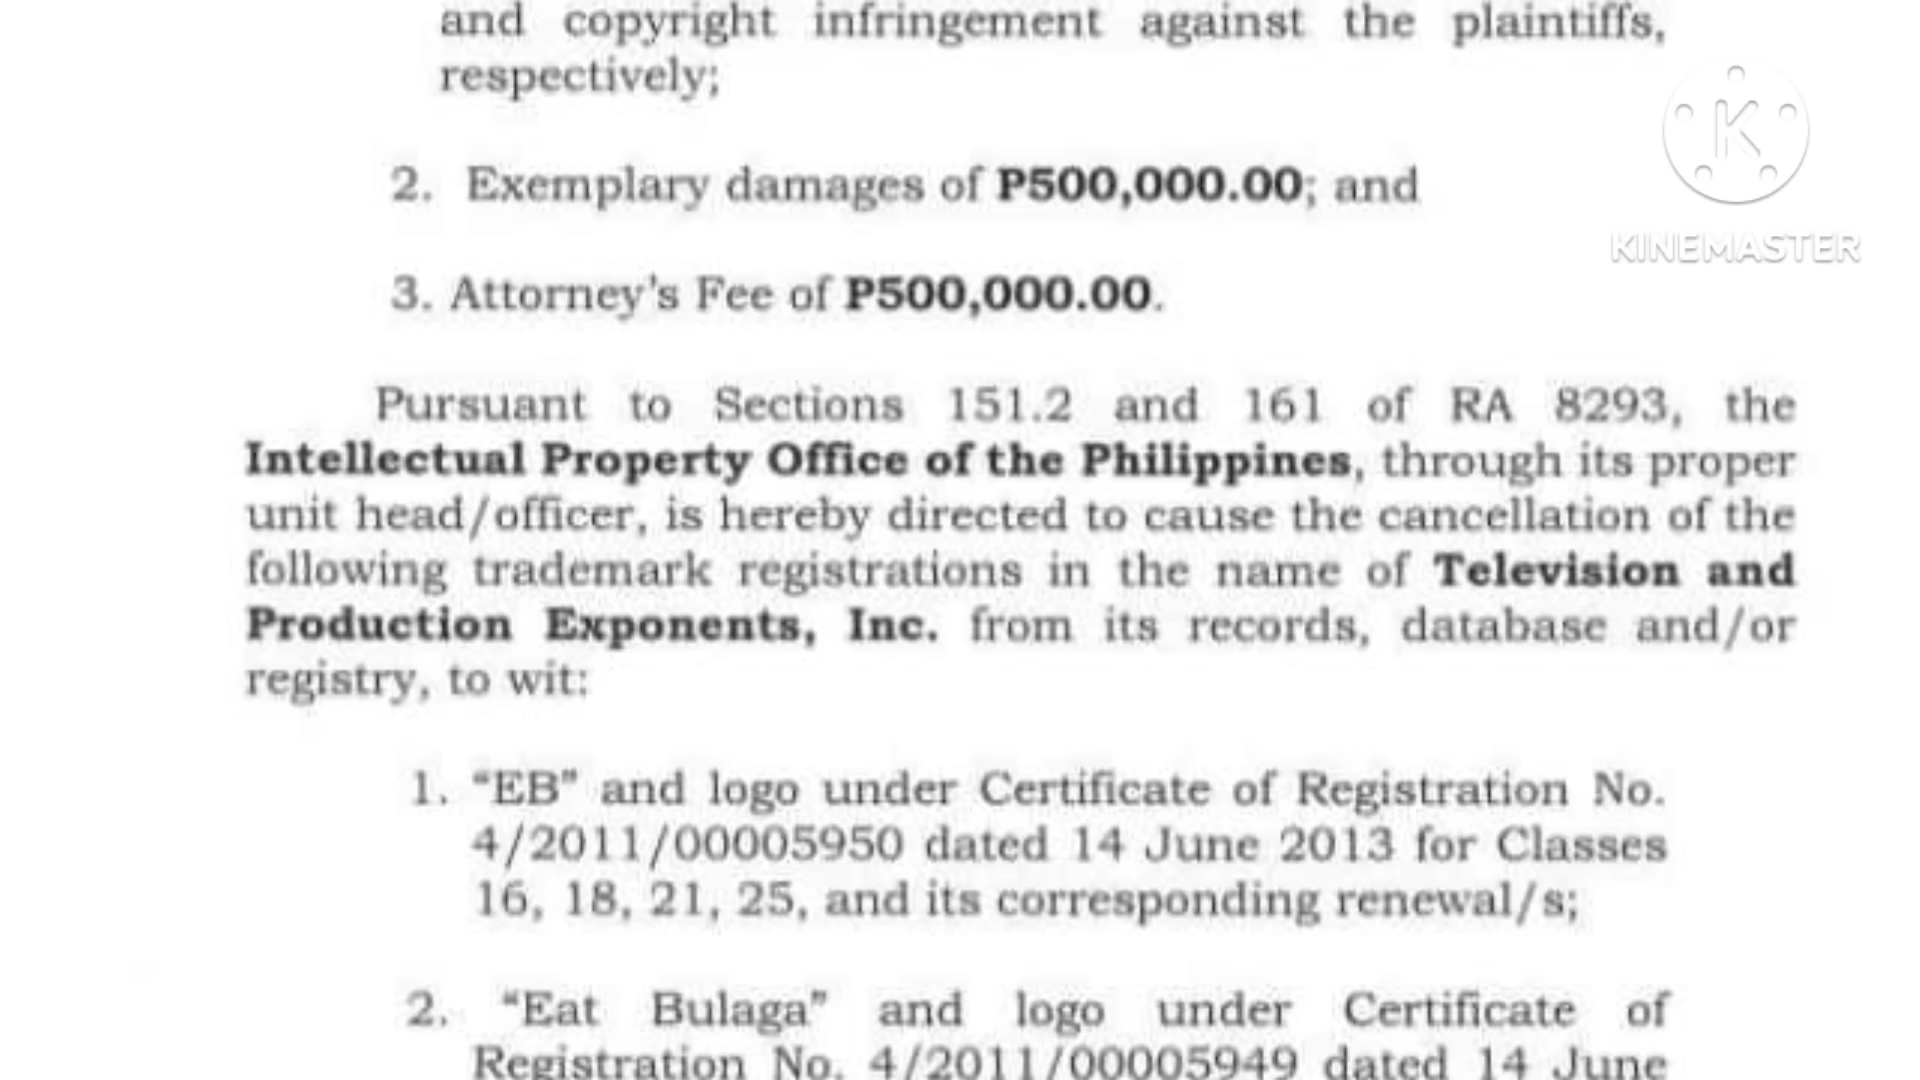 and copyright infringement against the plaintiffs,
respectively;
2. Exemplary damages of P500,000.00; and
3. Attorney's Fee of P500,000.00.
Pursuant to Sections 151.2 and 161 of RA 8293, the
Intellectual Property Office of the Philippines, through its proper
unit head/officer, is hereby directed to cause the cancellation of the
following trademark registrations in the name of Television and
Production Exponents, Inc. from its records, database and/or
registry, to wit:
1. “EB” and logo under Certificate of Registration No.
4/2011/00005950 dated 14 June 2013 for Classes
16, 18, 21, 25, and its corresponding renewal/s;
2. “Eat Bulaga” and logo under Certificate of
Registration No. 4/2011/00005949 dated 14 June
K
KINEMASTER